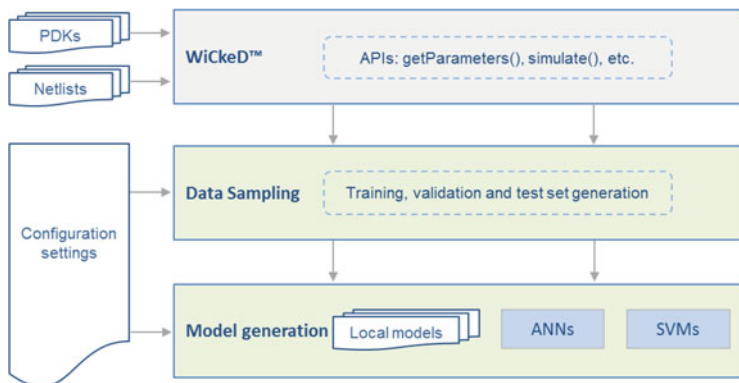 PDKs
Netlists
WiCkeD™
APIs: getParameters(), simulate(), etc.
Configuration
settings
Data Sampling
Training, validation and test set generation
Model generation
Local models
ANNs
SVMs